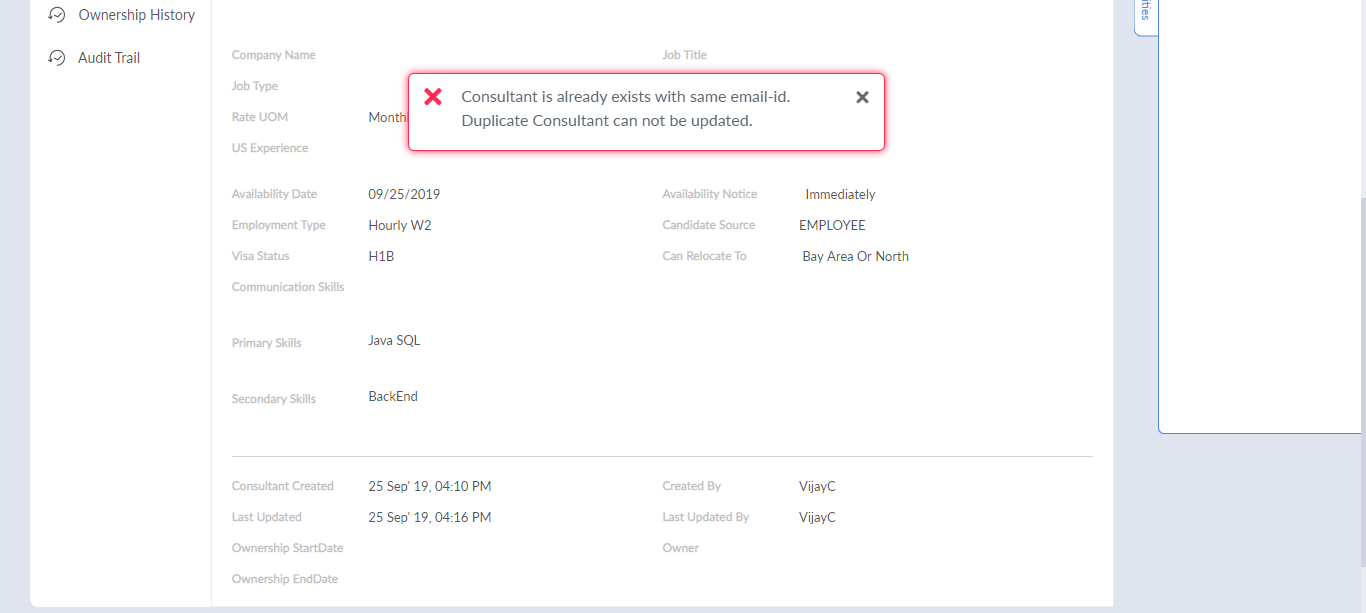 Ownership History
Audit Trail
ities
Company Name
Job Title
Job Type
Rate UOM
US Experience
Consultant is already exists with same email-id.
Duplicate Consultant can not be updated.
Availability Date 09/25/2019 Availability Notice Immediately
Employment Type Hourly W2 Candidate Source EMPLOYEE
Visa Status H1B Can Relocate To Bay Area Or North
Communication Skills
Primary Skills Java SQL
Secondary Skills BackEnd
Consultant Created 25 Sep' 19, 04:10 PM Created By VijayC
Last Updated 25 Sep' 19, 04:16 PM Last Updated By VijayC
Ownership StartDate Owner
Ownership EndDate